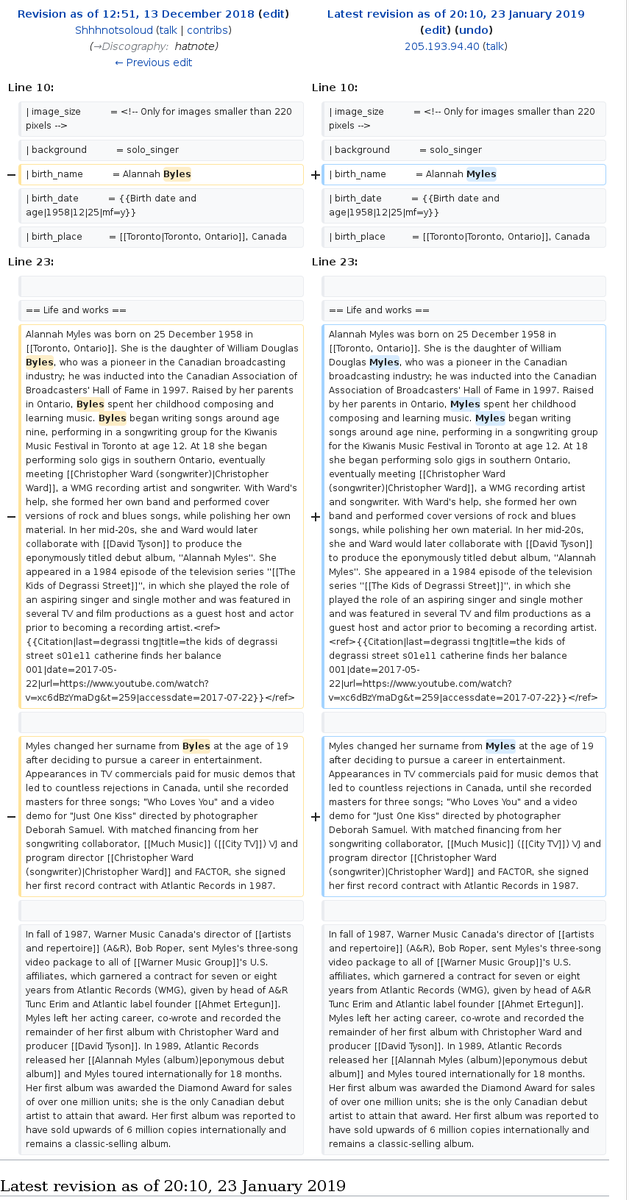 Revision as of 12:51, 13 December 2018 (edit)
Shhhnotsoloud (talk | contribs)
(→Discography: hatnote)
← Previous edit
Latest revision as of 20:10, 23 January 2019
(edit) (undo)
205.193.94.40 (talk)
Line 10:
| image_size = <!-- Only for images smaller than 220
pixels -->
| background = solo_singer
− | birth_name = Alannah Byles
| birth_date = {{Birth date and
age|1958|12|25|mf=y}}
| birth_place = [[Toronto|Toronto, Ontario]], Canada
Line 10:
| image_size = <!-- Only for images smaller than 220
pixels -->
| background = solo_singer
+ | birth_name = Alannah Myles
| birth_date = {{Birth date and
age|1958|12|25|mf=y}}
| birth_place = [[Toronto|Toronto, Ontario]], Canada
Line 23:
== Life and works ==
Alannah Myles was born on 25 December 1958 in
[[Toronto, Ontario]]. She is the daughter of William Douglas
Byles, who was a pioneer in the Canadian broadcasting
industry; he was inducted into the Canadian Association of
Broadcasters' Hall of Fame in 1997. Raised by her parents
in Ontario, Byles spent her childhood composing and
learning music. Byles began writing songs around age
nine, performing in a songwriting group for the Kiwanis
Music Festival in Toronto at age 12. At 18 she began
performing solo gigs in southern Ontario, eventually
meeting [[Christopher Ward (songwriter)|Christopher
Ward]], a WMG recording artist and songwriter. With Ward's
help, she formed her own band and performed cover
− versions of rock and blues songs, while polishing her own
material. In her mid-20s, she and Ward would later
collaborate with [[David Tyson]] to produce the
eponymously titled debut album, ''Alannah Myles''. She
appeared in a 1984 episode of the television series ''[[The
Kids of Degrassi Street]]'', in which she played the role of
an aspiring singer and single mother and was featured in
several TV and film productions as a guest host and actor
prior to becoming a recording artist.<ref>
{{Citation|last=degrassi tng|title=the kids of degrassi
street s01e11 catherine finds her balance
001|date=2017-05-
22|url=https://www.youtube.com/watch?
v=xc6dBzYmaDg&t=259|accessdate=2017-07-22}}</ref>
Myles changed her surname from Byles at the age of 19
after deciding to pursue a career in entertainment.
Appearances in TV commercials paid for music demos that
led to countless rejections in Canada, until she recorded
masters for three songs; "Who Loves You" and a video
− demo for "Just One Kiss" directed by photographer
Deborah Samuel. With matched financing from her
songwriting collaborator, [[Much Music]] ([[City TV]]) VJ and
program director [[Christopher Ward
(songwriter)|Christopher Ward]] and FACTOR, she signed
her first record contract with Atlantic Records in 1987.
In fall of 1987, Warner Music Canada's director of [[artists
and repertoire]] (A&R), Bob Roper, sent Myles's three-song
video package to all of [[Warner Music Group]]'s U.S.
affiliates, which garnered a contract for seven or eight
years from Atlantic Records (WMG), given by head of A&R
Tunc Erim and Atlantic label founder [[Ahmet Ertegun]].
Myles left her acting career, co-wrote and recorded the
remainder of her first album with Christopher Ward and
producer [[David Tyson]]. In 1989, Atlantic Records
released her [[Alannah Myles (album)|eponymous debut
album]] and Myles toured internationally for 18 months.
Her first album was awarded the Diamond Award for sales
of over one million units; she is the only Canadian debut
artist to attain that award. Her first album was reported to
have sold upwards of 6 million copies internationally and
remains a classic-selling album.
Line 23:
== Life and works ==
Alannah Myles was born on 25 December 1958 in
[[Toronto, Ontario]]. She is the daughter of William
Douglas Myles, who was a pioneer in the Canadian
broadcasting industry; he was inducted into the Canadian
Association of Broadcasters' Hall of Fame in 1997. Raised
by her parents in Ontario, Myles spent her childhood
composing and learning music. Myles began writing
songs around age nine, performing in a songwriting group
for the Kiwanis Music Festival in Toronto at age 12. At 18
she began performing solo gigs in southern Ontario,
eventually meeting [[Christopher Ward
(songwriter)|Christopher Ward]], a WMG recording artist
and songwriter. With Ward's help, she formed her own
+ band and performed cover versions of rock and blues
songs, while polishing her own material. In her mid-20s,
she and Ward would later collaborate with [[David Tyson]]
to produce the eponymously titled debut album, ''Alannah
Myles''. She appeared in a 1984 episode of the television
series ''[[The Kids of Degrassi Street]]'', in which she
played the role of an aspiring singer and single mother
and was featured in several TV and film productions as a
guest host and actor prior to becoming a recording artist.
<ref>{{Citation|last=degrassi tng|title=the kids of
degrassi street s01e11 catherine finds her balance
001|date=2017-05-
22|url=https://www.youtube.com/watch?
v=xc6dBzYmaDg&t=259|accessdate=2017-07-22}}</ref>
Myles changed her surname from Myles at the age of 19
after deciding to pursue a career in entertainment.
Appearances in TV commercials paid for music demos that
led to countless rejections in Canada, until she recorded
masters for three songs; "Who Loves You" and a video
+ demo for "Just One Kiss" directed by photographer
Deborah Samuel. With matched financing from her
songwriting collaborator, [[Much Music]] ([[City TV]]) VJ and
program director [[Christopher Ward
(songwriter)|Christopher Ward]] and FACTOR, she signed
her first record contract with Atlantic Records in 1987.
In fall of 1987, Warner Music Canada's director of [[artists
and repertoire]] (A&R), Bob Roper, sent Myles's three-song
video package to all of [[Warner Music Group]]'s U.S.
affiliates, which garnered a contract for seven or eight
years from Atlantic Records (WMG), given by head of A&R
Tunc Erim and Atlantic label founder [[Ahmet Ertegun]].
Myles left her acting career, co-wrote and recorded the
remainder of her first album with Christopher Ward and
producer [[David Tyson]]. In 1989, Atlantic Records
released her [[Alannah Myles (album)|eponymous debut
album]] and Myles toured internationally for 18 months.
Her first album was awarded the Diamond Award for sales
of over one million units; she is the only Canadian debut
artist to attain that award. Her first album was reported to
have sold upwards of 6 million copies internationally and
remains a classic-selling album.
Latest revision as of 20:10, 23 January 2019